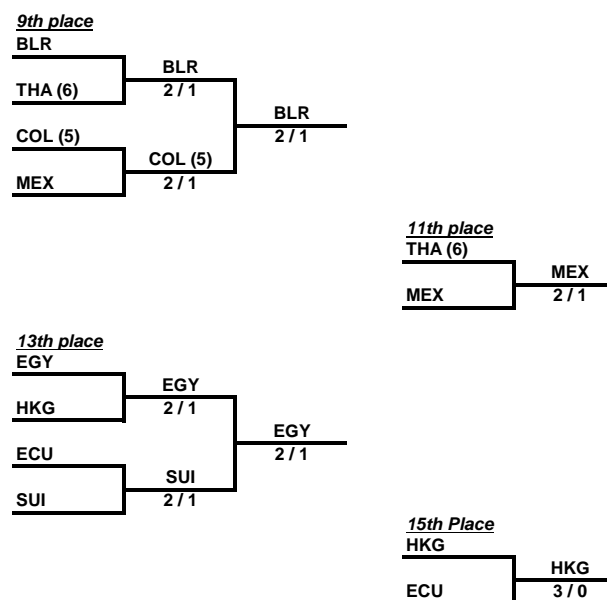 9th place
BLR
BLR
THA (6)
2 / 1
BLR
COL (5)
2 / 1
COL (5)
MEX
2 / 1
11th place
THA (6)
MEX
MEX
2 / 1
13th place
EGY
EGY
HKG
2 / 1
EGY
ECU
2 / 1
SUI
SUI
2 / 1
15th Place
HKG
HKG
ECU
3 / 0